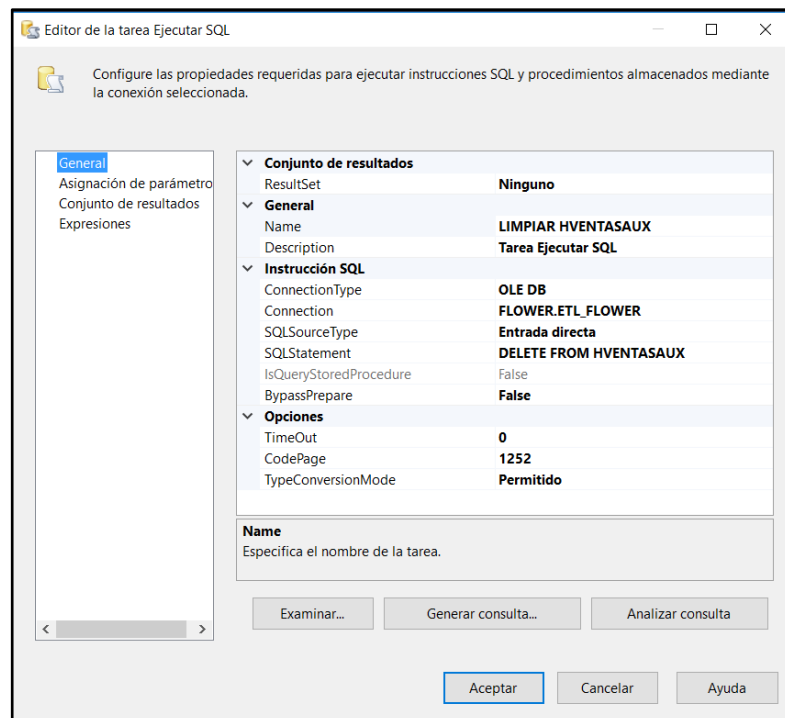 Editor de la tarea Ejecutar SQL
Configure las propiedades requeridas para ejecutar instrucciones SQL y procedimientos almacenados mediante
la conexión seleccionada.
General
Asignación de parámetro
Conjunto de resultados
Expresiones
Conjunto de resultados
ResultSet Ninguno
General
Name LIMPIAR HVENTASAUX
Description Tarea Ejecutar SQL
Instrucción SQL
ConnectionType OLE DB
Connection FLOWER.ETL_FLOWER
SQLSourceType Entrada directa
SQLStatement DELETE FROM HVENTASAUX
IsQueryStoredProcedure False
BypassPrepare False
Opciones
TimeOut 0
CodePage 1252
TypeConversionMode Permitido
Name
Especifica el nombre de la tarea.
Examinar... Generar consulta... Analizar consulta
Aceptar Cancelar Ayuda